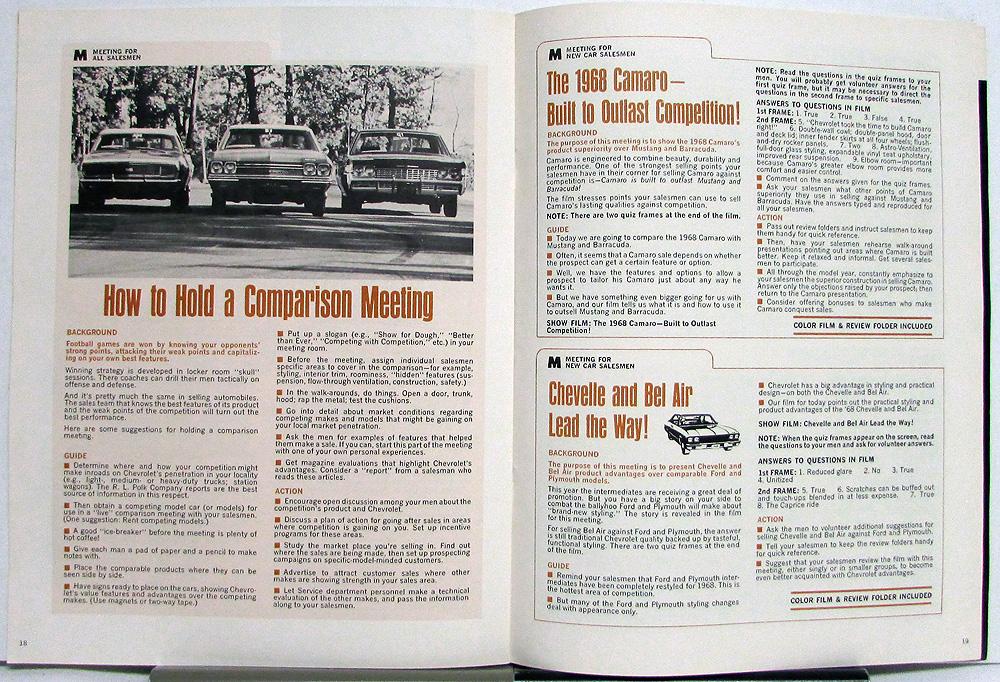 M MEETING FOR
ALL SALESMEN
How to Hold a Comparison Meeting
BACKGROUND
Football games are won by knowing your opponents'
strong points, attacking their weak points and capitaliz-
ing on your own best features.
Winning strategy is developed in locker room "skull"
sessions. There coaches can drill their men tactically on
offense and defense.
And it's pretty much the same in selling automobiles.
The sales team that knows the best features of its product
and the weak points of the competition will turn out the
best performance.
Here are some suggestions for holding a comparison
meeting.
GUIDE
■ Determine where and how your competition might
make inroads on Chevrolet's penetration in your locality
(e.g., light-, medium- or heavy-duty trucks; station
wagons). The R. L. Polk Company reports are the best
source of information in this respect.
■ Then obtain a competing model car (or models) for
use in a "live" comparison meeting with your salesmen.
(One suggestion: Rent competing models.)
■ A good "ice-breaker" before the meeting is plenty of
hot coffee!
■ Give each man a pad of paper and a pencil to make
notes with.
■ Place the comparable products where they can be
seen side by side.
■ Have signs ready to place on the cars, showing Chevro-
let's value features and advantages over the competing
makes. (Use magnets or two-way tape.)
■ Put up a slogan (e.g., "Show for Dough," "Better
than Ever," "Competing with Competition," etc.) in your
meeting room.
■ Before the meeting, assign individual salesmen
specific areas to cover in the comparison—for example,
styling, interior trim, roominess, "hidden" features (sus-
pension, flow-through ventilation, construction, safety.)
■ In the walk-arounds, do things. Open a door, trunk,
hood; rap the metal; test the cushions.
■ Go into detail about market conditions regarding
competing makes and models that might be gaining on
your local market penetration.
■ Ask the men for examples of features that helped
them make a sale. If you can, start this part of the meeting
with one of your own personal experiences.
■ Get magazine evaluations that highlight Chevrolet's
advantages. Consider a "report" from a salesman who
reads these articles.
ACTION
■ Encourage open discussion among your men about the
competition's product and Chevrolet.
■ Discuss a plan of action for going after sales in areas
where competition is gaining on you. Set up incentive
programs for these areas.
■ Study the market place you're selling in. Find out
where the sales are being made, then set up prospecting
campaigns on specific-model-minded customers.
■ Advertise to attract customer sales where other
makes are showing strength in your sales area.
■ Let Service department personnel make a technical
evaluation of the other makes, and pass the information
along to your salesmen.
18
M MEETING FOR
NEW CAR SALESMEN
The 1968 Camaro—
Built to Outlast Competition!
BACKGROUND
The purpose of this meeting is to show the 1968 Camaro's
product superiority over Mustang and Barracuda.
Camaro is engineered to combine beauty, durability and
performance. One of the strongest selling points your
salesmen have in their corner for selling Camaro against
competition is—Camaro is built to outlast Mustang and
Barracuda!
The film stresses points your salesmen can use to sell
Camaro's lasting qualities against competition.
NOTE: There are two quiz frames at the end of the film.
GUIDE
■ Today we are going to compare the 1968 Camaro with
Mustang and Barracuda.
■ Often, it seems that a Camaro sale depends on whether
the prospect can get a certain feature or option.
■ Well, we have the features and options to allow a
prospect to tailor his Camaro just about any way he
wants it.
■ But we have something even bigger going for us with
Camaro, and our film tells us what it is and how to use it
to outsell Mustang and Barracuda.
SHOW FILM: The 1968 Camaro—Built to Outlast
Competition!
NOTE: Read the questions in the quiz frames to your
men. You will probably get volunteer answers for the
first quiz frame, but it may be necessary to direct the
questions in the second frame to specific salesmen.
ANSWERS TO QUESTIONS IN FILM
1st FRAME: 1. True 2. True 3. False 4. True
2nd FRAME: 5. "Chevrolet took the time to build Camaro
right!" 6. Double-wall cowl; double-panel hood, door
and deck lid; inner fender skirts at all four wheels; flush-
and-dry rocker panels. 7. Two 8. Astro Ventilation,
full-door glass styling, expandable vinyl seat upholstery,
improved rear suspension. 9. Elbow room—important
because Camaro's greater elbow room provides more
comfort and easier control.
■ Comment on the answers given for the quiz frames.
■ Ask your salesmen what other points of Camaro
superiority they use in selling against Mustang and
Barracuda. Have the answers typed and reproduced for
all your salesmen.
ACTION
■ Pass out review folders and instruct salesmen to keep
them handy for quick reference.
■ Then, have your salesmen rehearse walk-around
presentations pointing out areas where Camaro is built
better. Keep it relaxed and informal. Get several sales-
men to participate.
■ All through the model year, constantly emphasize to
your salesmen the superior construction in selling Camaro.
Answer only the objections raised by your prospect; then
return to the Camaro presentation.
■ Consider offering bonuses to salesmen who make
Camaro conquest sales.
COLOR FILM & REVIEW FOLDER INCLUDED
M MEETING FOR
NEW CAR SALESMEN
Chevelle and Bel Air
Lead the Way!
BACKGROUND
The purpose of this meeting is to present Chevelle and
Bel Air product advantages over comparable Ford and
Plymouth models.
This year the intermediates are receiving a great deal of
promotion. But you have a big story on your side to
combat the ballyhoo Ford and Plymouth will make about
"brand-new styling." The story is revealed in the film
for this meeting.
For selling Bel Air against Ford and Plymouth, the answer
is still traditional Chevrolet quality backed up by tasteful,
functional styling. There are two quiz frames at the end
of the film.
GUIDE
■ Remind your salesmen that Ford and Plymouth inter-
mediates have been completely restyled for 1968. This is
the hottest area of competition.
■ But many of the Ford and Plymouth styling changes
deal with appearance only.
■ Chevrolet has a big advantage in styling and practical
design—on both the Chevelle and Bel Air.
■ Our film for today points out the practical styling and
product advantages of the '68 Chevelle and Bel Air.
SHOW FILM: Chevelle and Bel Air Lead the Way!
NOTE: When the quiz frames appear on the screen, read
the questions to your men and ask for volunteer answers.
ANSWERS TO QUESTIONS IN FILM
1st FRAME: 1. Reduced glare 2. No 3. True
4. Unitized
2nd FRAME: 5. True 6. Scratches can be buffed out
and touch-ups blended in at less expense. 7. True
8. The Caprice ride
ACTION
■ Ask the men to volunteer additional suggestions for
selling Chevelle and Bel Air against Ford and Plymouth.
■ Tell your salesmen to keep the review folders handy
for quick reference.
■ Suggest that your salesmen review the film with this
meeting, either singly or in smaller groups, to become
even better acquainted with Chevrolet advantages.
COLOR FILM & REVIEW FOLDER INCLUDED
19